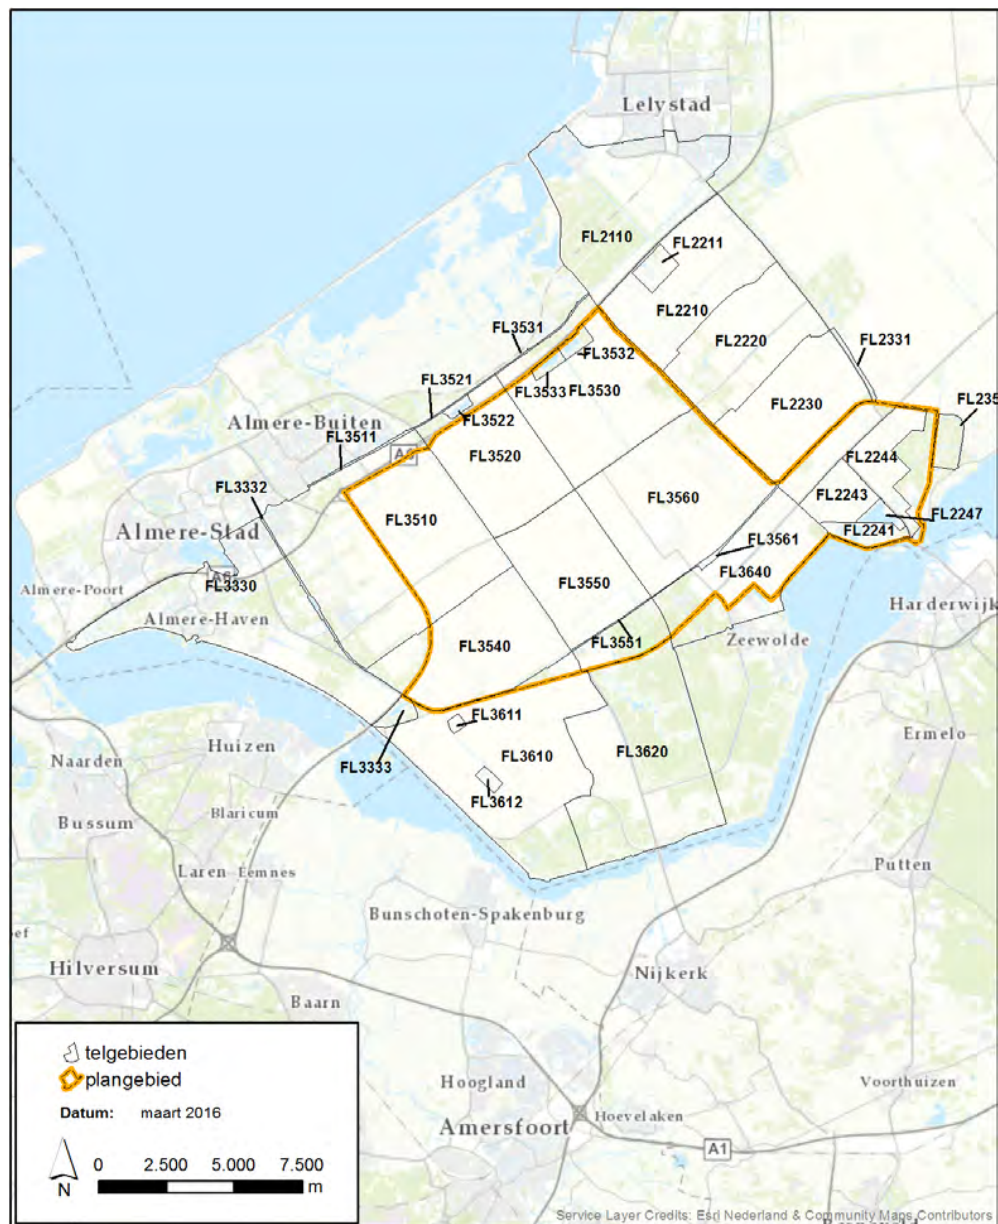 Lelystad
FL2110
FL2211
FL2210
FL3531
FL2220
FL2331
FL3532
FL3521
FL3533
FL3530
FL235
Almere-Buiten
FL3522
FL2230
FL3511
A6
FL3520
FL2244
FL3332
FL3560
FL2243
FL3510
FL2247
Almere-Stad
FL2241
FL3561
FL3640
A6
FL3330
FL3550
Almere-Poort
Harderwijk
Almere-Haven
FL3551
Zeewolde
FL3540
FL3611
Ermelo
Huizen
FL3610
FL3620
Naarden
FL3333
FL3612
Blaricum
Bussum
Putten
Laren
Eemnes
Bunschoten-Spakenburg
ef
Hilversum
Nijkerk
Baarn
telgebieden
plangebied
Hoogland
Voorthuizen
Datum: maart 2016
Hoevelaken
Amersfoort
A1
0 2.500 5.000 7.500
m
N
Service Layer Credits: Esri Nederland & Community Maps Contributors